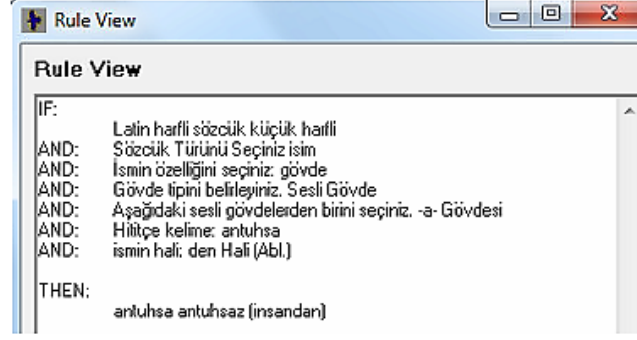 Rule View
Rule View
IF:
Latin harfli sözcük küçük harfli
AND: Sözcük Türünü Seçiniz isim
AND: İsmin özelliğini seçiniz: gövde
AND: Gövde tipini belirleyiniz. Sesli Gövde
AND: Aşağıdaki sesli gövdelerden birini seçiniz. -a- Gövdesi
AND: Hititçe kelime: antuhsa
AND: ismin hali: den Hali (Abl.)
THEN:
antuhsa antuhsaz (insandan)